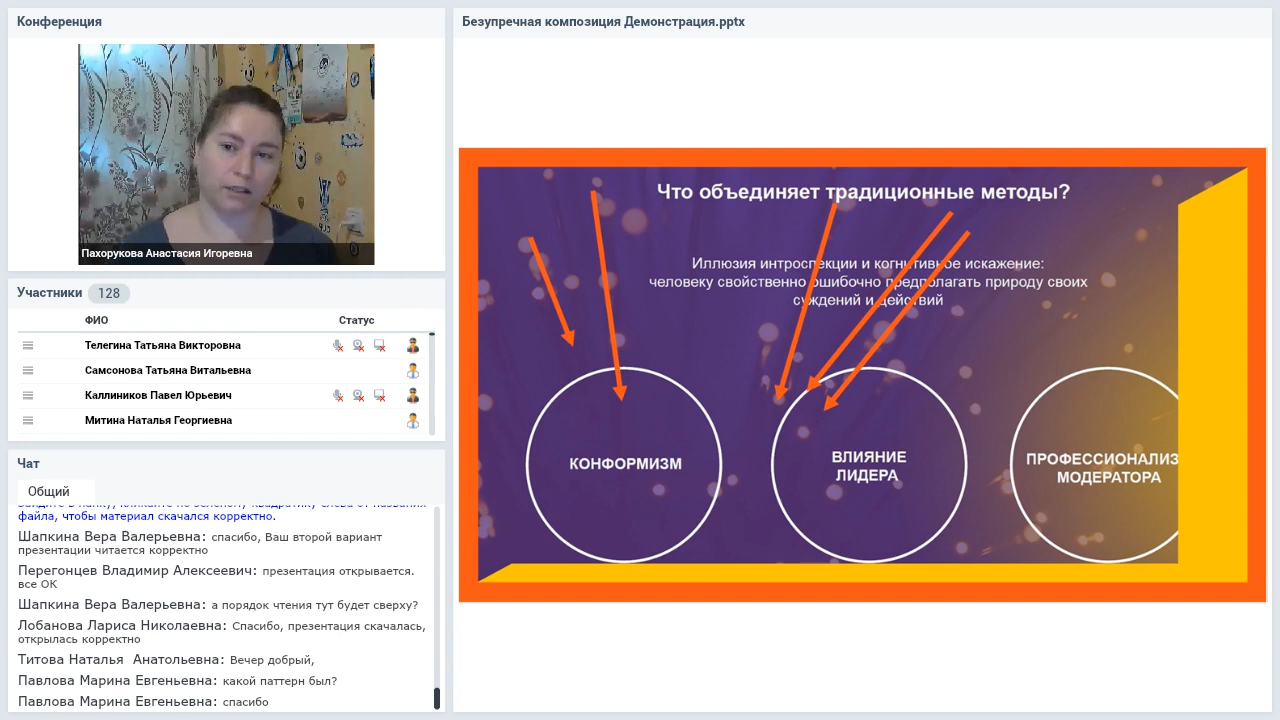 Конференция
Пахорукова Анастасия Игоревна
Участники 128
ФИО Статус
Телегина Татьяна Викторовна
Самсонова Татьяна Витальевна
Каллиников Павел Юрьевич
Митина Наталья Георгиевна
Чат
Общий
файла, чтобы материал скачался корректно.
Шапкина Вера Валерьевна: спасибо, Ваш второй вариант
презентации читается корректно
Перегонцев Владимир Алексеевич: презентация открывается.
все ОК
Шапкина Вера Валерьевна: а порядок чтения тут будет сверху?
Лобанова Лариса Николаевна: Спасибо, презентация скачалась,
открылась корректно
Титова Наталья  Анатольевна: Вечер добрый,
Павлова Марина Евгеньевна: какой паттерн был?
Павлова Марина Евгеньевна: спасибо
Безупречная композиция Демонстрация.pptx
Что объединяет традиционные методы?
Иллюзия интроспекции и когнитивное искажение:
человеку свойственно ошибочно предполагать природу своих
суждений и действий
КОНФОРМИЗМ
ВЛИЯНИЕ
ЛИДЕРА
ПРОФЕССИОНАЛИЗ
МОДЕРАТОРА